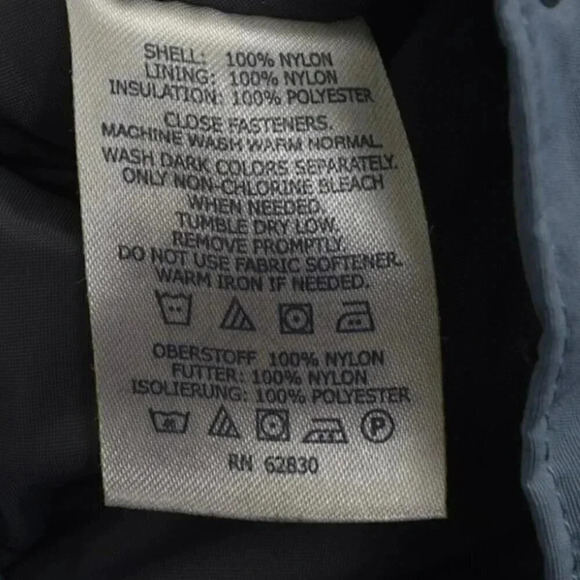 SHELL: 100% NYLON
LINING: 100% NYLON
INSULATION: 100% POLYESTER
CLOSE FASTENERS.
MACHINE WASH WARM NORMAL.
WASH DARK COLORS SEPARATELY.
ONLY NON-CHLORINE BLEACH
WHEN NEEDED.
TUMBLE DRY LOW.
REMOVE PROMPTLY.
DO NOT USE FABRIC SOFTENER.
WARM IRON IF NEEDED.
OBERSTOFF 100% NYLON
FUTTER: 100% NYLON
ISOLIERUNG: 100% POLYESTER
P
RN 62830